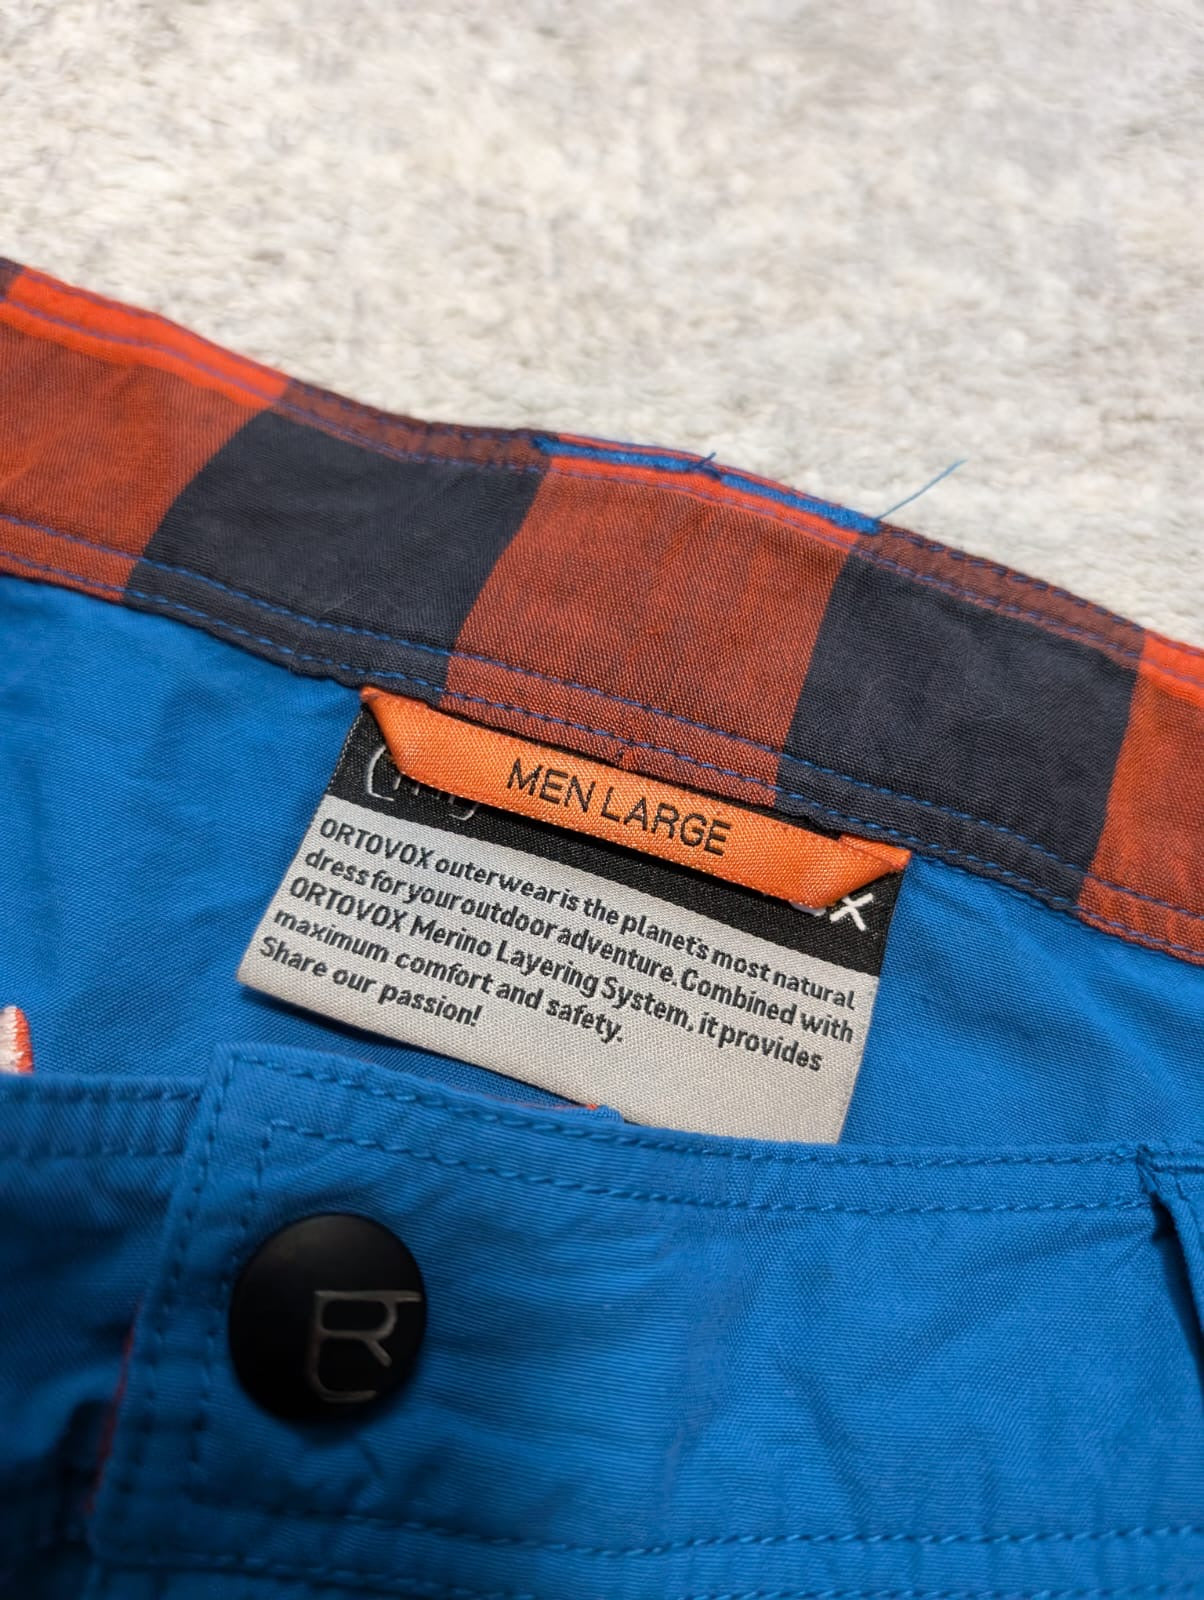 MEN LARGE
ORTOVOX outerwear is the planet's most natural
dress for your outdoor adventure. Combined with
ORTOVOX Merino Layering System, it provides
maximum comfort and safety.
Share our passion!